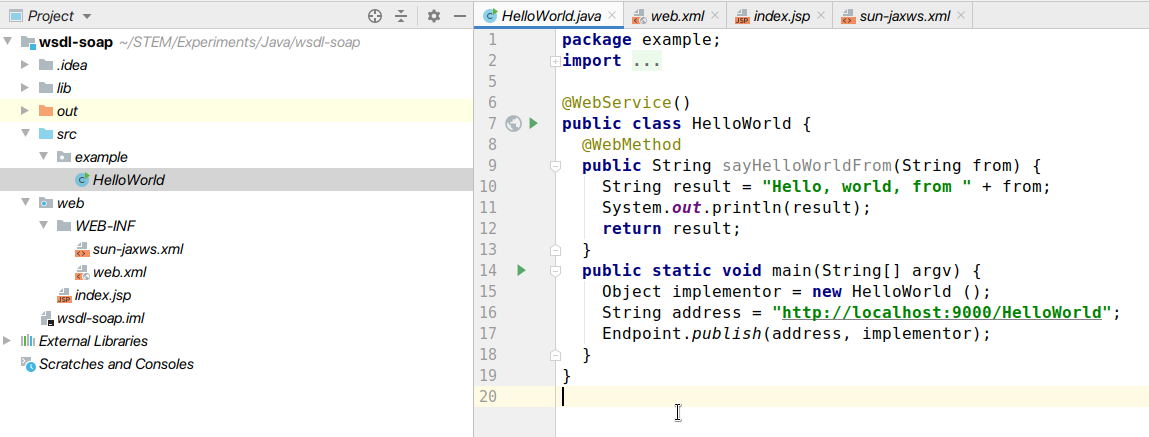 Project
wsdl-soap ~/STEM/Experiments/Java/wsdl-soap
.idea
lib
out
src
example
HelloWorld
web
WEB-INF
sun-jaxws.xml
web.xml
index.jsp
wsdl-soap.iml
External Libraries
Scratches and Consoles
HelloWorld.java web.xml index.jsp sun-jaxws.xml
1 package example;
2 import ...
5
6 @WebService()
7 public class HelloWorld {
8 @WebMethod
9 public String sayHelloWorldFrom(String from) {
10 String result = "Hello, world, from " + from;
11 System.out.println(result);
12 return result;
13 }
14 public static void main(String[] argv) {
15 Object implementor = new HelloWorld ();
16 String address = "http://localhost:9000/HelloWorld";
17 Endpoint.publish(address, implementor);
18 }
19 }
20